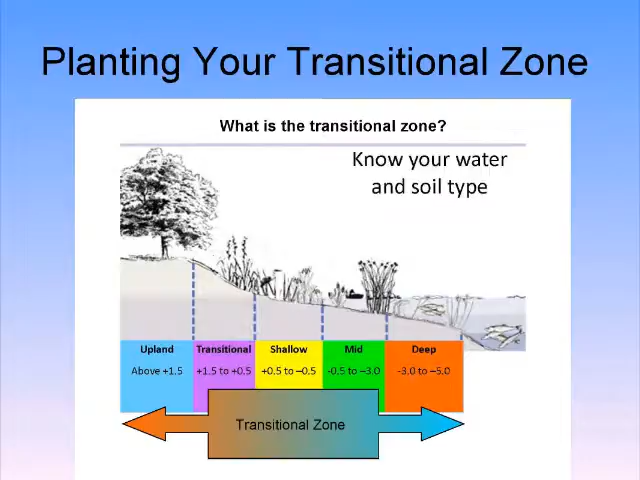 Planting Your Transitional Zone
What is the transitional zone?
Know your water
and soil type
Upland Transitional Shallow Mid Deep
Above +1.5 +1.5 to +0.5 +0.5 to –0.5 -0.5 to –3.0 -3.0 to –5.0
Transitional Zone